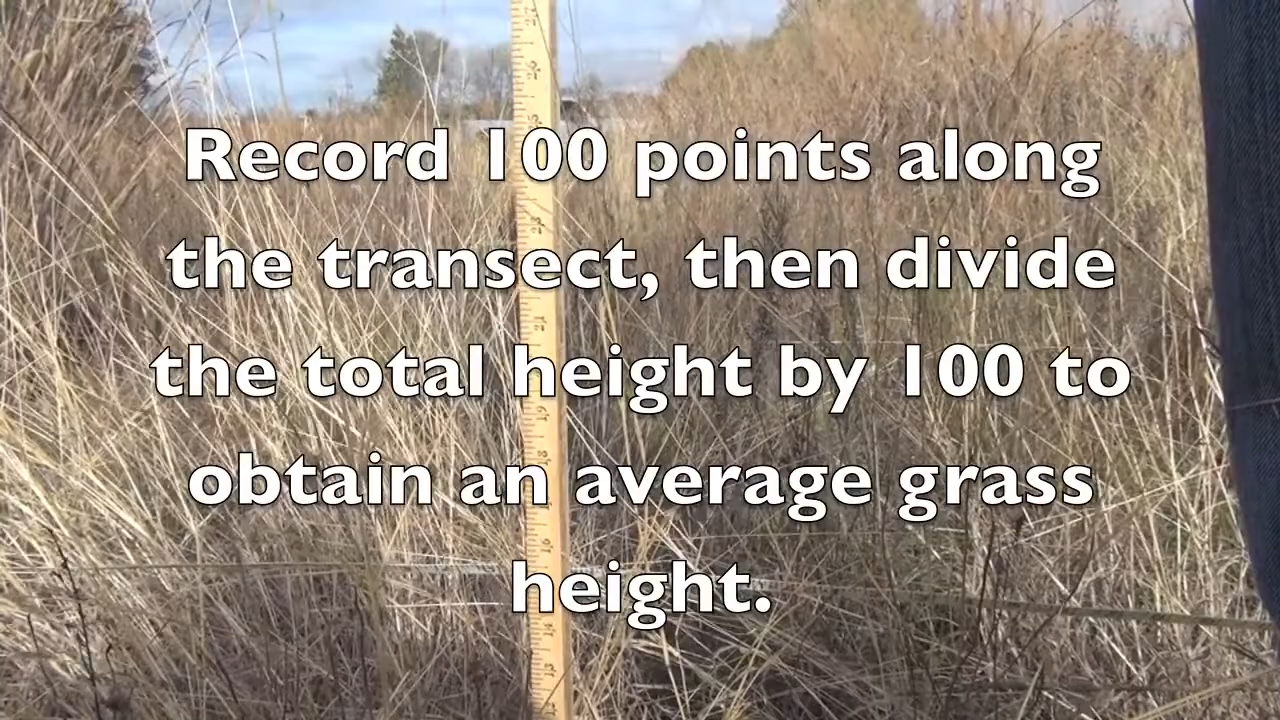 Record 100 points along
the transect, then divide
the total height by 100 to
obtain an average grass
height.